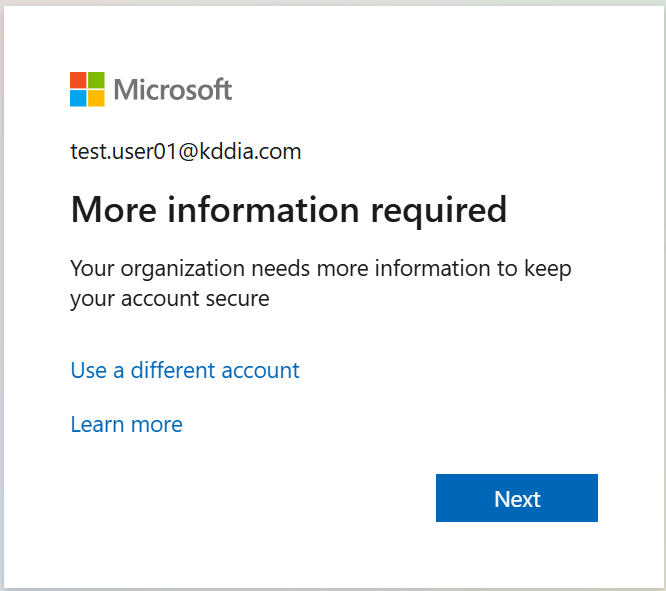 Microsoft
test.user01@kddia.com
More information required
Your organization needs more information to keep
your account secure
Use a different account
Learn more
Next